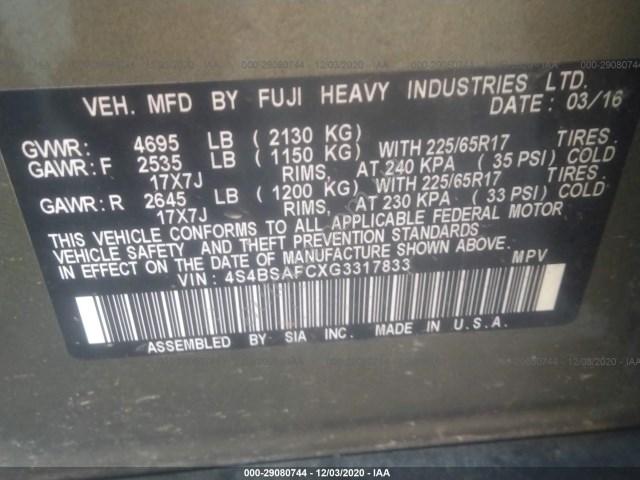 VEH. MFD BY FUJI HEAVY INDUSTRIES LTD.
DATE: 03/16
GVWR: 4695 LB (2130 KG)
GAWR: F 2535 LB (1150 KG) WITH 225/65R17 TIRES.
17X7J RIMS, AT 240 KPA (35 PSI) COLD
GAWR: R 2645 LB (1200 KG) WITH 225/65R17 TIRES.
17X7J RIMS, AT 230 KPA (33 PSI) COLD
THIS VEHICLE CONFORMS TO ALL APPLICABLE FEDERAL MOTOR
VEHICLE SAFETY AND THEFT PREVENTION STANDARDS
IN EFFECT ON THE DATE OF MANUFACTURE SHOWN ABOVE.
VIN: 4S4BSAFCXG3317833 MPV
ASSEMBLED BY SIA INC. MADE IN U.S.A.
000-29080744 - 12/03/2020 - IAA